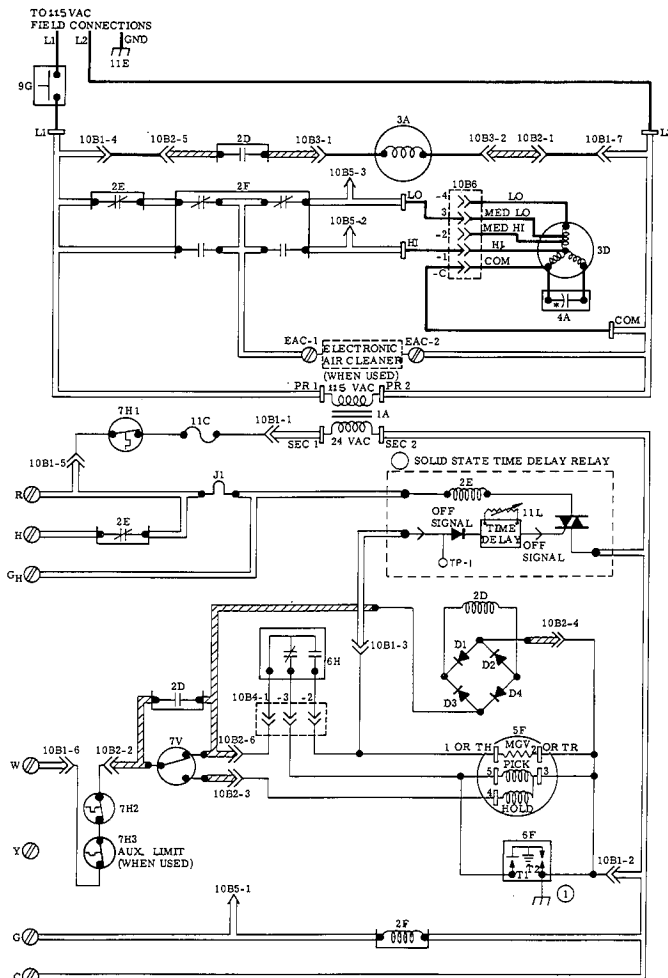 TO 115 VAC
FIELD CONNECTIONS
L1 L2 GND
11E
9G
L1 L2
10B1-4 10B2-5 2D 10B3-1 3A 10B3-2 10B2-1 10B1-7
2E 2F 10B5-3 LO 10B6 LO
-4
3 MED LO
-2 MED HI
10B5-2 HI -1 HI 3D
-C COM
* 4A
COM
EAC-1 ELECTRONIC EAC-2
AIR CLEANER
(WHEN USED)
PR 1 115 VAC PR 2
1A
7H1 11C 10B1-1 SEC 1 24 VAC SEC 2
10B1-5
SOLID STATE TIME DELAY RELAY
R J1 2E
OFF SIGNAL 11L
TIME DELAY
OFF SIGNAL
H 2E
TP-1
GH
2D
6H 10B1-3 10B2-4
D1 D2
D3 D4
2D
10B4-1 -3 -2
7V 10B2-6 5F
W 10B1-6 10B2-2 1 OR TH MGV 2 OR TR
10B2-3 5 PICK 3
4 HOLD
7H2
7H3
AUX. LIMIT
(WHEN USED)
Y
6F
T1 T2 10B1-2
1
10B5-1
G 2F
C